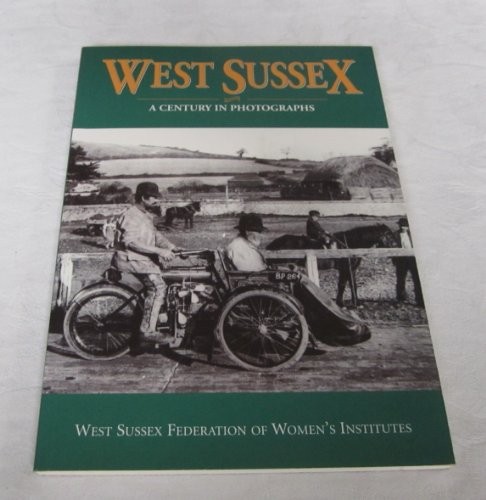 WEST SUSSEX
A CENTURY IN PHOTOGRAPHS
WEST SUSSEX FEDERATION OF WOMEN'S INSTITUTES